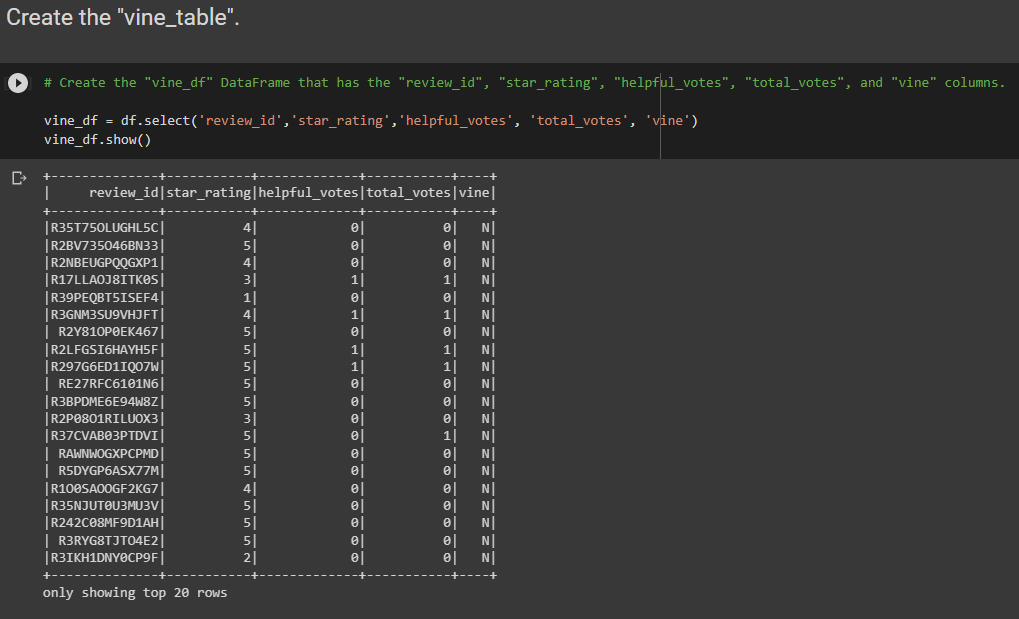 Create the "vine_table".
# Create the "vine_df" DataFrame that has the "review_id", "star_rating", "helpful_votes", "total_votes", and "vine" columns.
vine_df = df.select('review_id','star_rating','helpful_votes', 'total_votes', 'vine')
vine_df.show()
+--------------+-----------+-------------+-----------+----+
|     review_id|star_rating|helpful_votes|total_votes|vine|
+--------------+-----------+-------------+-----------+----+
|R35T75OLUGHL5C|          4|            0|          0|   N|
|R2BV735O46BN33|          5|            0|          0|   N|
|R2NBEUGPQQGXP1|          4|            0|          0|   N|
|R17LLAOJ8ITK0S|          3|            1|          1|   N|
|R39PEQBT5ISEF4|          1|            0|          0|   N|
|R3GNM3SU9VHJFT|          4|            1|          1|   N|
| R2Y81OP0EK467|          5|            0|          0|   N|
|R2LFGSI6HAYH5F|          5|            1|          1|   N|
|R297G6ED1IQO7W|          5|            1|          1|   N|
| RE27RFC6101N6|          5|            0|          0|   N|
|R3BPDME6E94W8Z|          5|            0|          0|   N|
|R2P08O1RILUOX3|          3|            0|          0|   N|
|R37CVAB03PTDVI|          5|            0|          1|   N|
| RAWNWOGXPCPMD|          5|            0|          0|   N|
| R5DYGP6ASX77M|          5|            0|          0|   N|
|R1O0SAOOGF2KG7|          4|            0|          0|   N|
|R35NJUT0U3MU3V|          5|            0|          0|   N|
|R242C08MF9D1AH|          5|            0|          0|   N|
| R3RYG8TJTO4E2|          5|            0|          0|   N|
|R3IKH1DNY0CP9F|          2|            0|          0|   N|
+--------------+-----------+-------------+-----------+----+
only showing top 20 rows